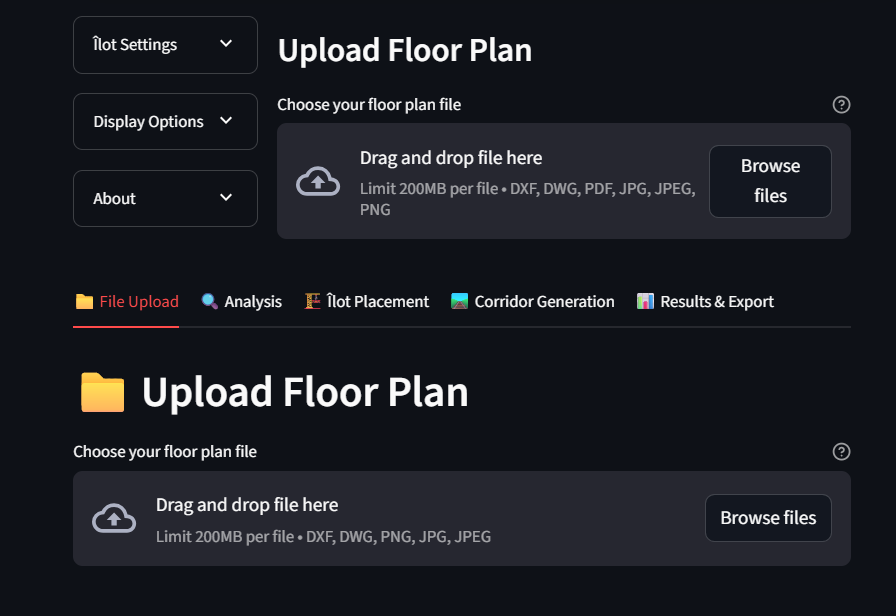 Îlot Settings
Display Options
About
Upload Floor Plan
Choose your floor plan file
Drag and drop file here
Limit 200MB per file • DXF, DWG, PDF, JPG, JPEG,
PNG
Browse
files
File Upload
Analysis
Îlot Placement
Corridor Generation
Results & Export
Upload Floor Plan
Choose your floor plan file
Drag and drop file here
Limit 200MB per file • DXF, DWG, PNG, JPG, JPEG
Browse files